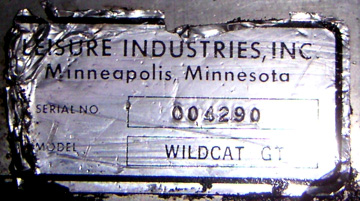 LEISURE INDUSTRIES, INC.
Minneapolis, Minnesota
SERIAL NO 004290
MODEL WILDCAT GT